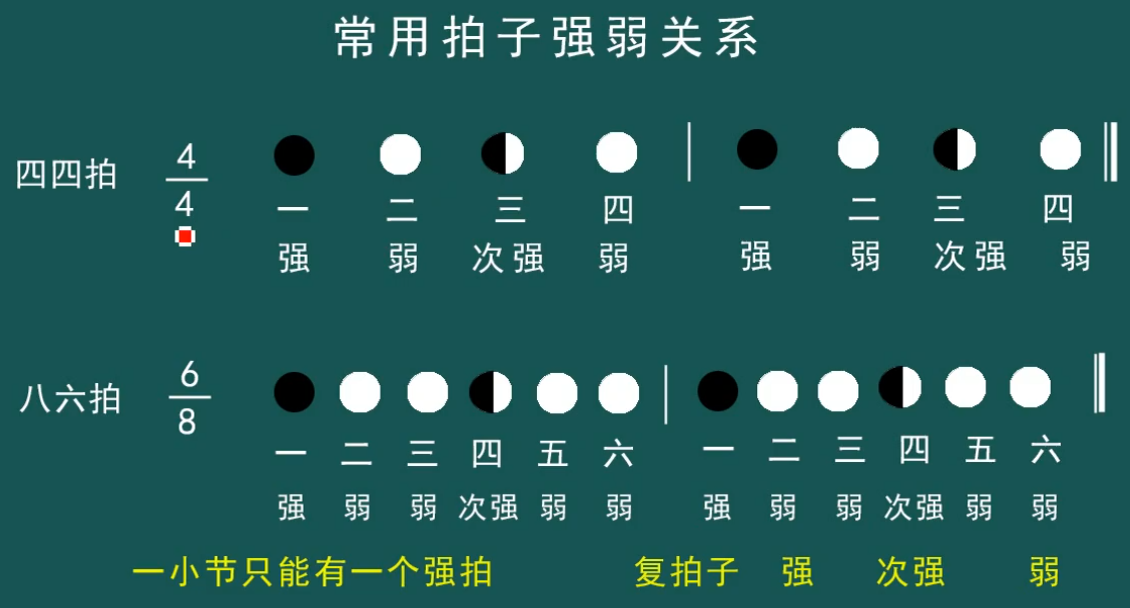 常用拍子强弱关系
四四拍 4/4 一 二 三 四 一 二 三 四
强 弱 次强 弱 强 弱 次强 弱
八六拍 6/8 一 二 三 四 五 六 一 二 三 四 五 六
强 弱 弱 次强 弱 弱 强 弱 弱 次强 弱 弱
一小节只能有一个强拍 复拍子 强 次强 弱